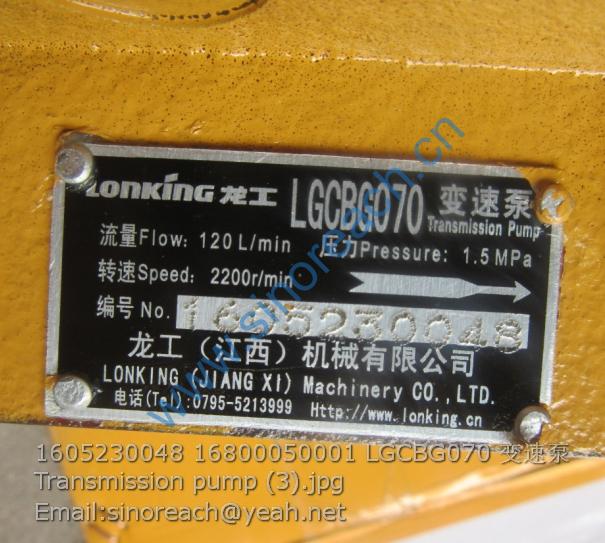 LONKING 龙工 LGCBG070 变速泵
Transmission Pump
流量Flow: 120 L/min 压力Pressure: 1.5 MPa
转速Speed: 2200r/min
编号 No. 1605230048
龙工（江西）机械有限公司
LONKING (JIANG XI) Machinery CO., LTD.
电话(Tel) 0795-5213999 Http://www.lonking.cn
www.sinoreach.cn
1605230048 16800050001 LGCBG070 变速泵
Transmission pump (3).jpg
Email:sinoreach@yeah.net